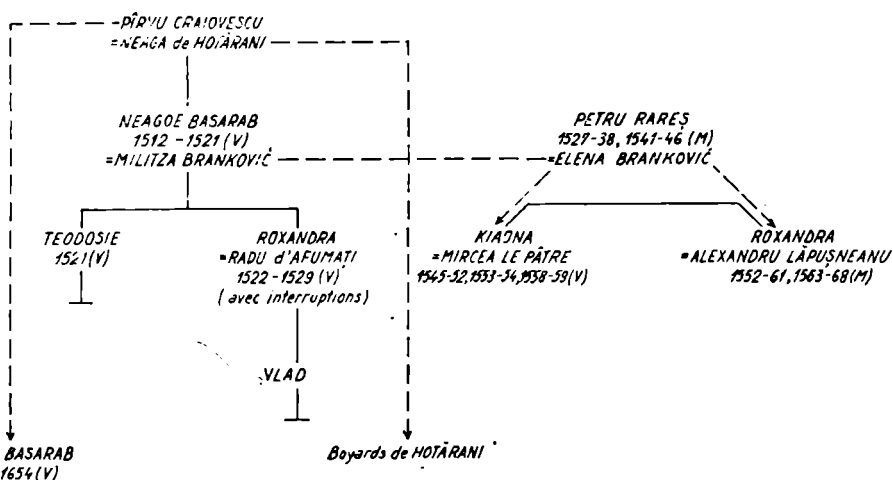 PÎRVU CRAIOVESCU
=NEAGA de HOTĂRANI
NEAGOE BASARAB
1512-1521(V)
=MILITZA BRANKOVIĆ
PETRU RAREȘ
1527-38, 1541-46 (M)
=ELENA BRANKOVIĆ
TEODOSIE
1521(V)
ROXANDRA
=RADU d'AFUMAȚI
1522-1529 (V)
(avec interruptions)
KIAJNA
=MIRCEA LE PÂTRE
1545-52, 1553-54, 1558-59(V)
ROXANDRA
=ALEXANDRU LĂPUȘNEANU
1552-61, 1563-68(M)
VLAD
BASARAB
1654(V)
Boyards de HOTĂRANI